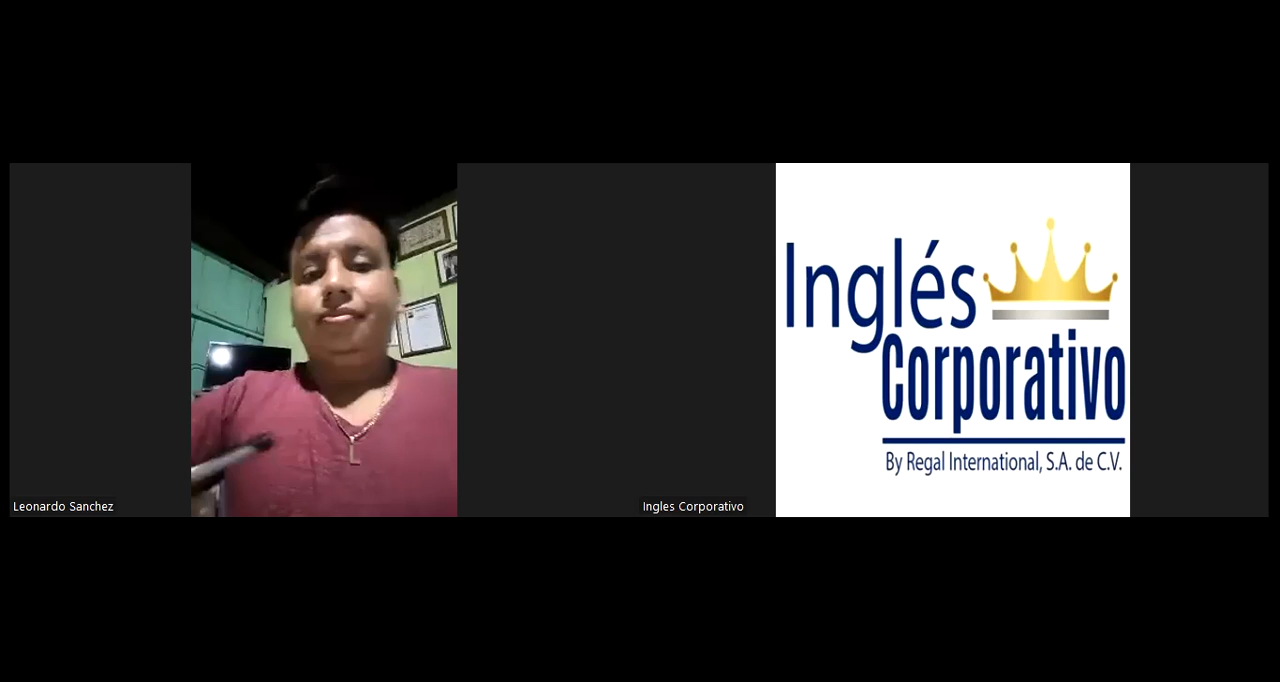 Inglés
Corporativo
By Regal International, S.A. de C.V.
Leonardo Sanchez
Ingles Corporativo
L